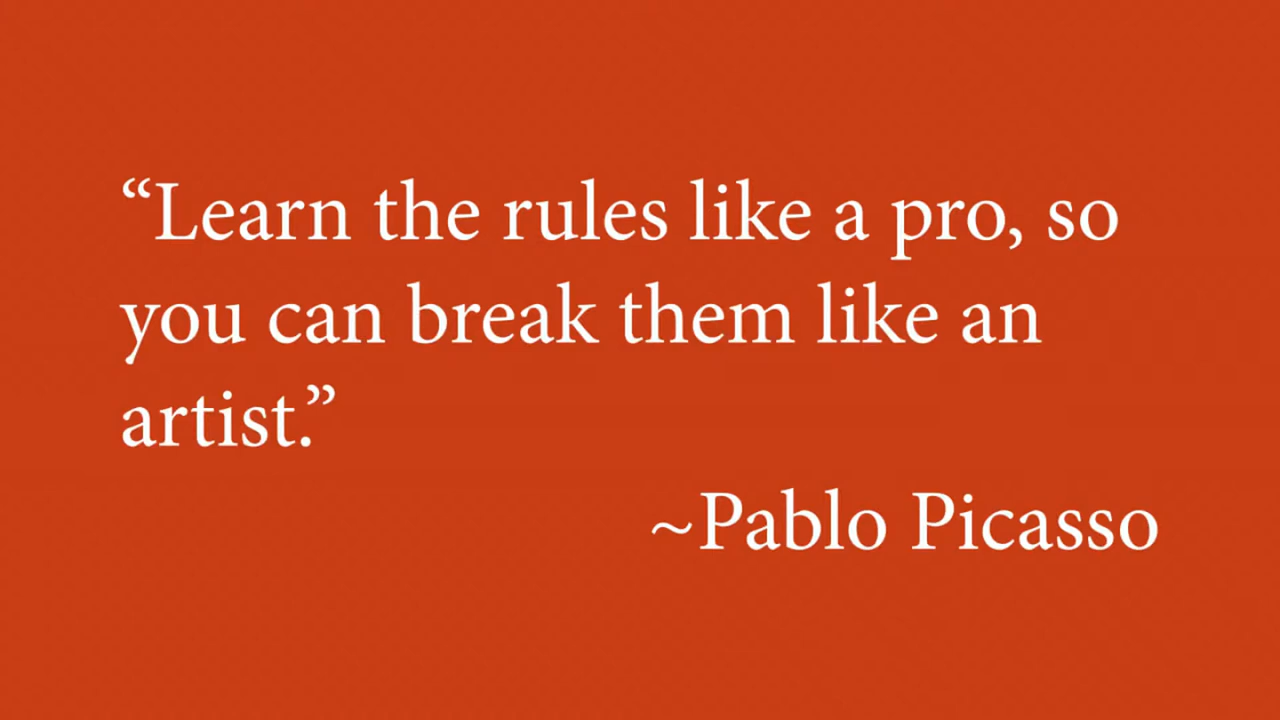 “Learn the rules like a pro, so
you can break them like an
artist.”
~Pablo Picasso